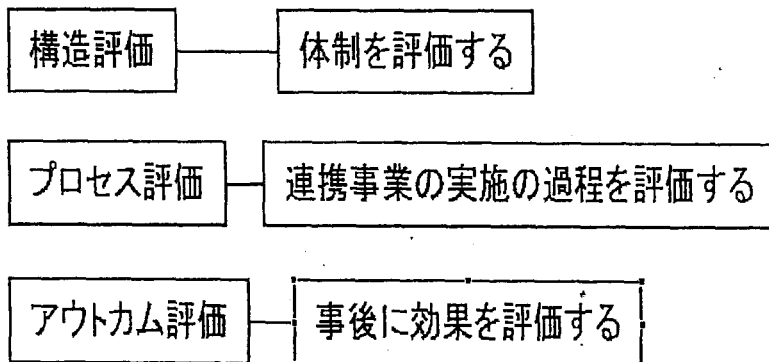 構造評価 体制を評価する
プロセス評価 連携事業の実施の過程を評価する
アウトカム評価 事後に効果を評価する